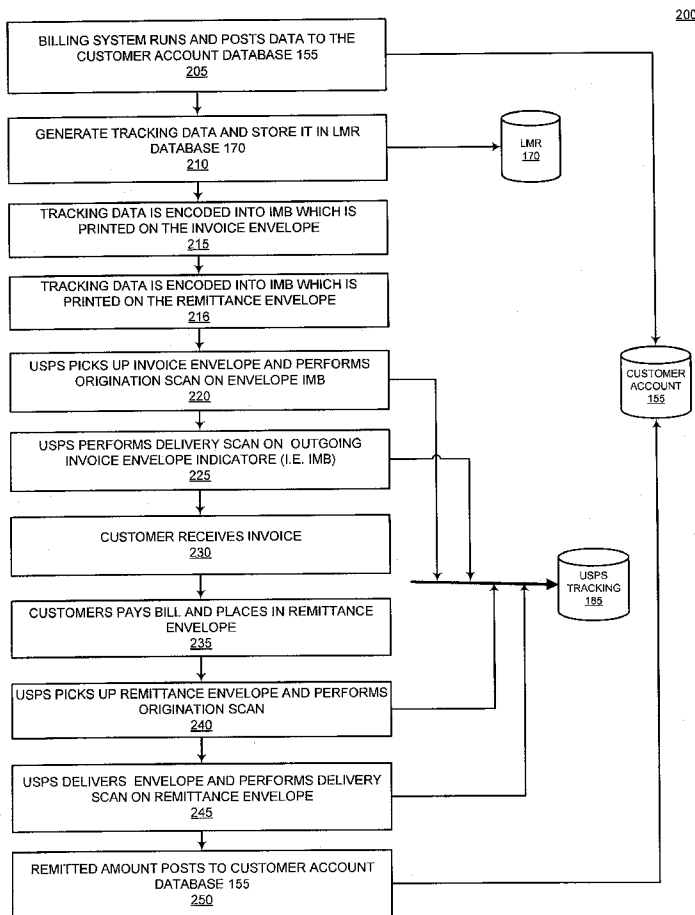 200
BILLING SYSTEM RUNS AND POSTS DATA TO THE
CUSTOMER ACCOUNT DATABASE 155
205
GENERATE TRACKING DATA AND STORE IT IN LMR
DATABASE 170
210
LMR
170
TRACKING DATA IS ENCODED INTO IMB WHICH IS
PRINTED ON THE INVOICE ENVELOPE
215
TRACKING DATA IS ENCODED INTO IMB WHICH IS
PRINTED ON THE REMITTANCE ENVELOPE
216
USPS PICKS UP INVOICE ENVELOPE AND PERFORMS
ORIGINATION SCAN ON ENVELOPE IMB
220
CUSTOMER
ACCOUNT
155
USPS PERFORMS DELIVERY SCAN ON OUTGOING
INVOICE ENVELOPE INDICATORE (I.E. IMB)
225
CUSTOMER RECEIVES INVOICE
230
USPS
TRACKING
185
CUSTOMERS PAYS BILL AND PLACES IN REMITTANCE
ENVELOPE
235
USPS PICKS UP REMITTANCE ENVELOPE AND PERFORMS
ORIGINATION SCAN
240
USPS DELIVERS ENVELOPE AND PERFORMS DELIVERY
SCAN ON REMITTANCE ENVELOPE
245
REMITTED AMOUNT POSTS TO CUSTOMER ACCOUNT
DATABASE 155
250